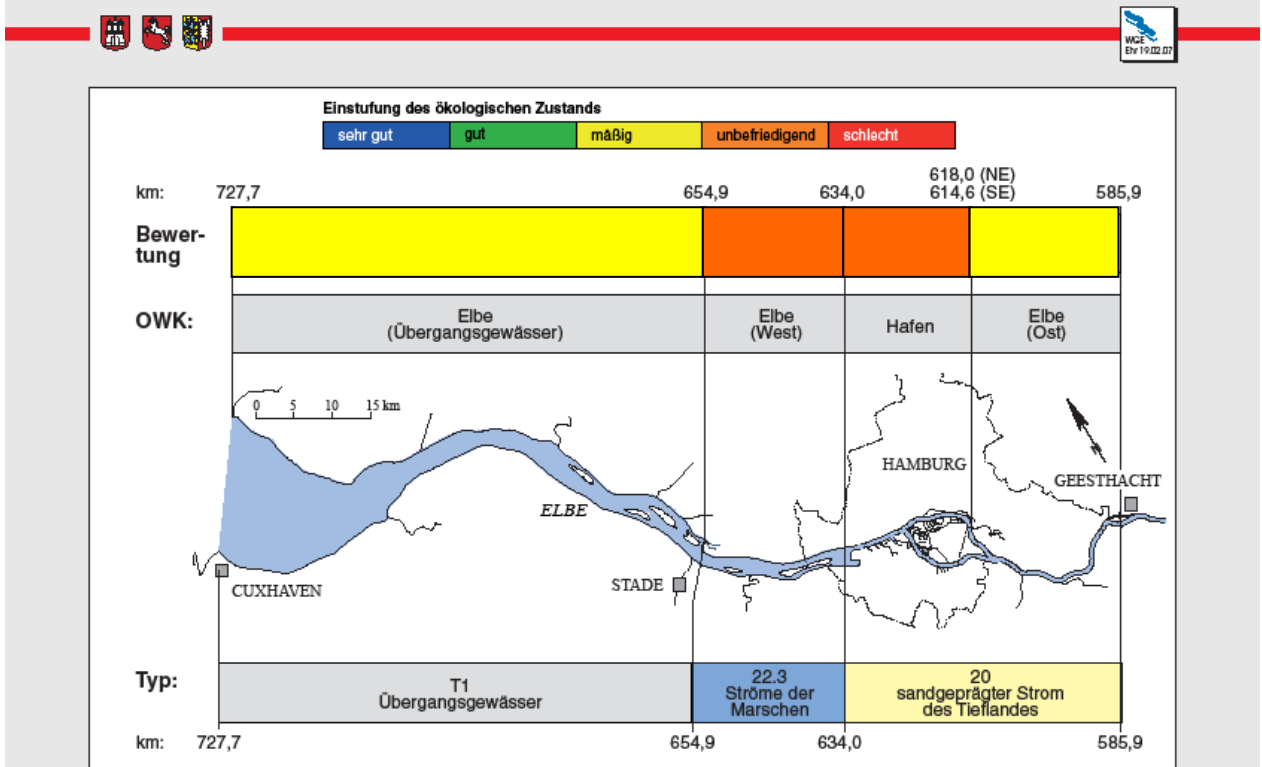 WGE
Ehr 19.02.07
Einstufung des ökologischen Zustands
sehr gut gut mäßig unbefriedigend schlecht
618,0 (NE)
km: 727,7 654,9 634,0 614,6 (SE) 585,9
Bewer-
tung
OWK:
Elbe
(Übergangsgewässer)
Elbe
(West)
Hafen
Elbe
(Ost)
0 5 10 15 km
HAMBURG
GEESTHACHT
ELBE
STADE
CUXHAVEN
Typ:
T1
Übergangsgewässer
22.3
Ströme der
Marschen
20
sandgeprägter Strom
des Tieflandes
km: 727,7 654,9 634,0 585,9